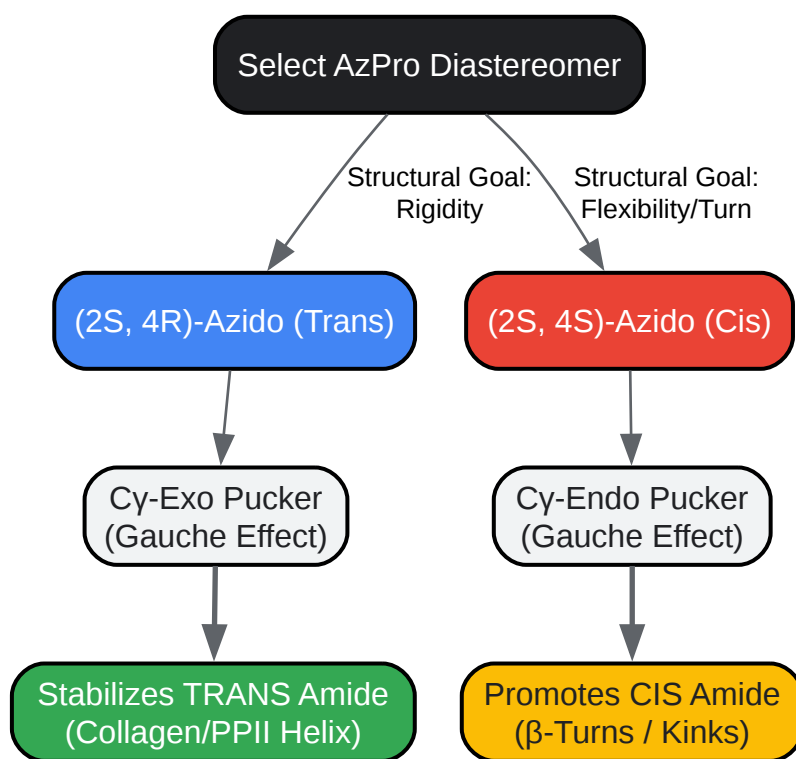 Select AzPro Diastereomer
Structural Goal:
Rigidity
Structural Goal:
Flexibility/Turn
(2S, 4R)-Azido (Trans)
(2S, 4S)-Azido (Cis)
Cγ-Exo Pucker
(Gauche Effect)
Cγ-Endo Pucker
(Gauche Effect)
Stabilizes TRANS Amide
(Collagen/PPII Helix)
Promotes CIS Amide
(β-Turns / Kinks)